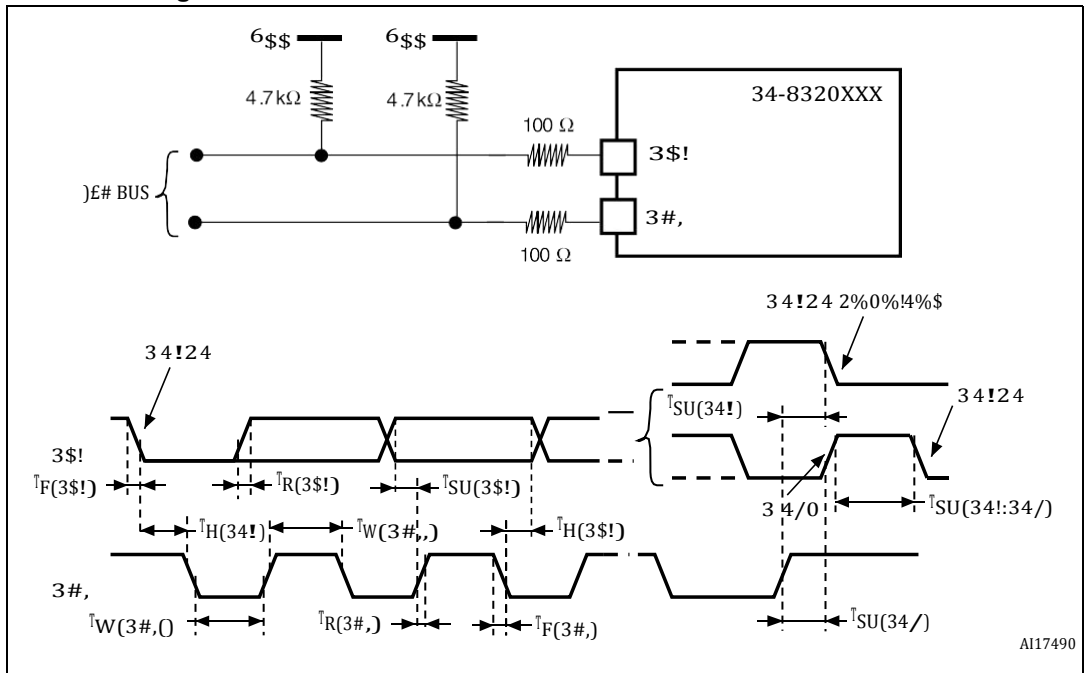 6$$
6$$
4.7kΩ
4.7kΩ
34-8320XXX
100 Ω
3$!
)£# BUS
3#,
100 Ω
34!24 2%0%!4%$
34!24
34!24
TSU(34!)
3$!
TF(3$!)
TR(3$!)
TSU(3$!)
34/0
TSU(34!:34/)
TH(34!)
TW(3#,,)
TH(3$!)
3#,
TW(3#,()
TR(3#,)
TF(3#,)
TSU(34/)
AI17490